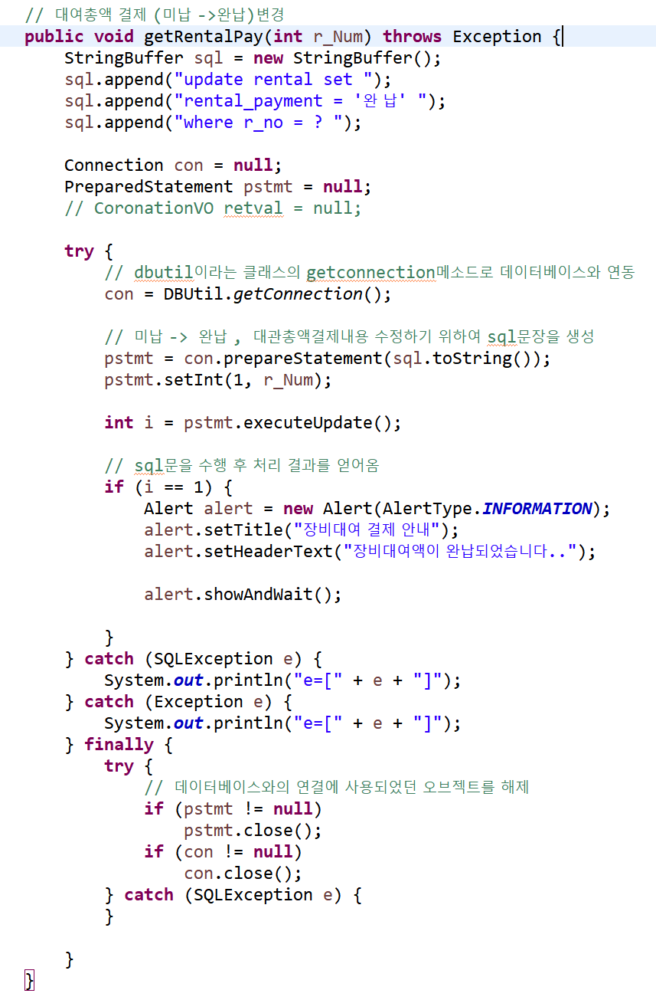 // 대여총액 결제 (미납 ->완납)변경
public void getRentalPay(int r_Num) throws Exception {
StringBuffer sql = new StringBuffer();
sql.append("update rental set ");
sql.append("rental_payment = '완 납' ");
sql.append("where r_no = ? ");
Connection con = null;
PreparedStatement pstmt = null;
// CoronationVO retval = null;
try {
// dbutil이라는 클래스의 getconnection메소드로 데이터베이스와 연동
con = DBUtil.getConnection();
// 미납 -> 완납 , 대관총액결제내용 수정하기 위하여 sql문장을 생성
pstmt = con.prepareStatement(sql.toString());
pstmt.setInt(1, r_Num);
int i = pstmt.executeUpdate();
// sql문을 수행 후 처리 결과를 얻어옴
if (i == 1) {
Alert alert = new Alert(AlertType.INFORMATION);
alert.setTitle("장비대여 결제 안내");
alert.setHeaderText("장비대여액이 완납되었습니다..");
alert.showAndWait();
}
} catch (SQLException e) {
System.out.println("e=[" + e + "]");
} catch (Exception e) {
System.out.println("e=[" + e + "]");
} finally {
try {
// 데이터베이스와의 연결에 사용되었던 오브젝트를 해제
if (pstmt != null)
pstmt.close();
if (con != null)
con.close();
} catch (SQLException e) {
}
}
}